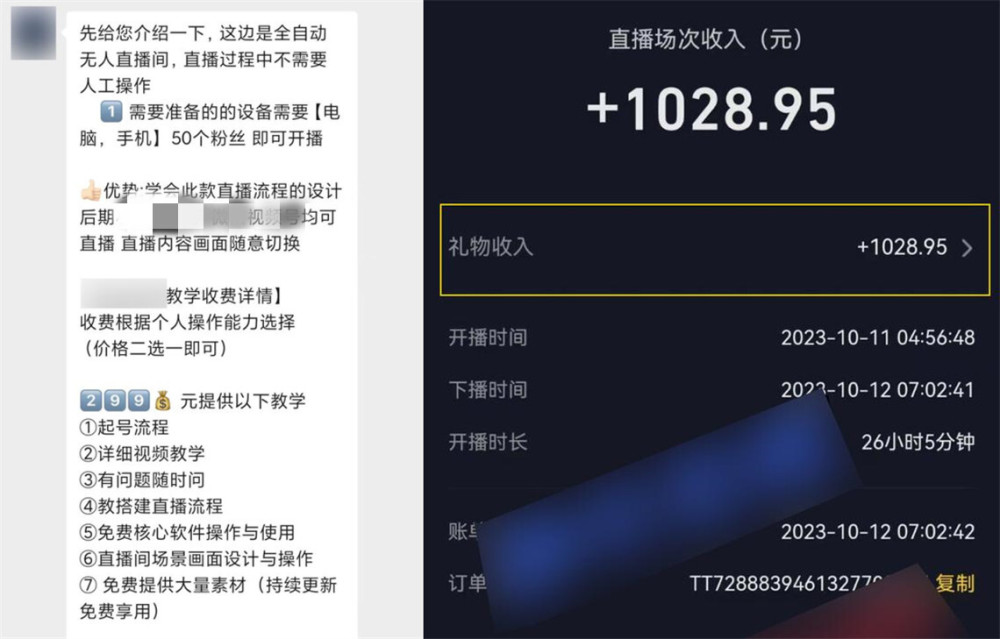 先给您介绍一下，这边是全自动
无人直播间，直播过程中不需要
人工操作
1️⃣ 需要准备的的设备需要【电
脑，手机】50个粉丝 即可开播
👍🏻优势:学会此款直播流程的设计
后期 视频号均可
直播 直播内容画面随意切换
教学收费详情】
收费根据个人操作能力选择
（价格二选一即可）
2️⃣9️⃣9️⃣💰 元提供以下教学
①起号流程
②详细视频教学
③有问题随时问
④教搭建直播流程
⑤免费核心软件操作与使用
⑥直播间场景画面设计与操作
⑦ 免费提供大量素材（持续更新
免费享用）
直播场次收入（元）
+1028.95
礼物收入 +1028.95 >
开播时间 2023-10-11 04:56:48
下播时间 2023-10-12 07:02:41
开播时长 26小时5分钟
账单 2023-10-12 07:02:42
订单 TT72888394613277 复制